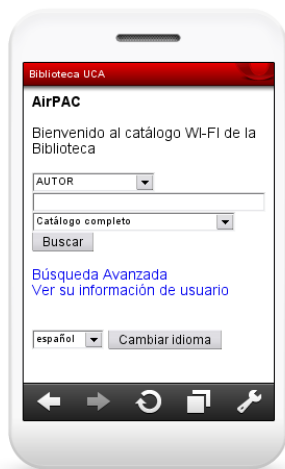 Biblioteca UCA
AirPAC
Bienvenido al catálogo WI-FI de la
Biblioteca
AUTOR
Catálogo completo
Buscar
Búsqueda Avanzada
Ver su información de usuario
español Cambiar idioma